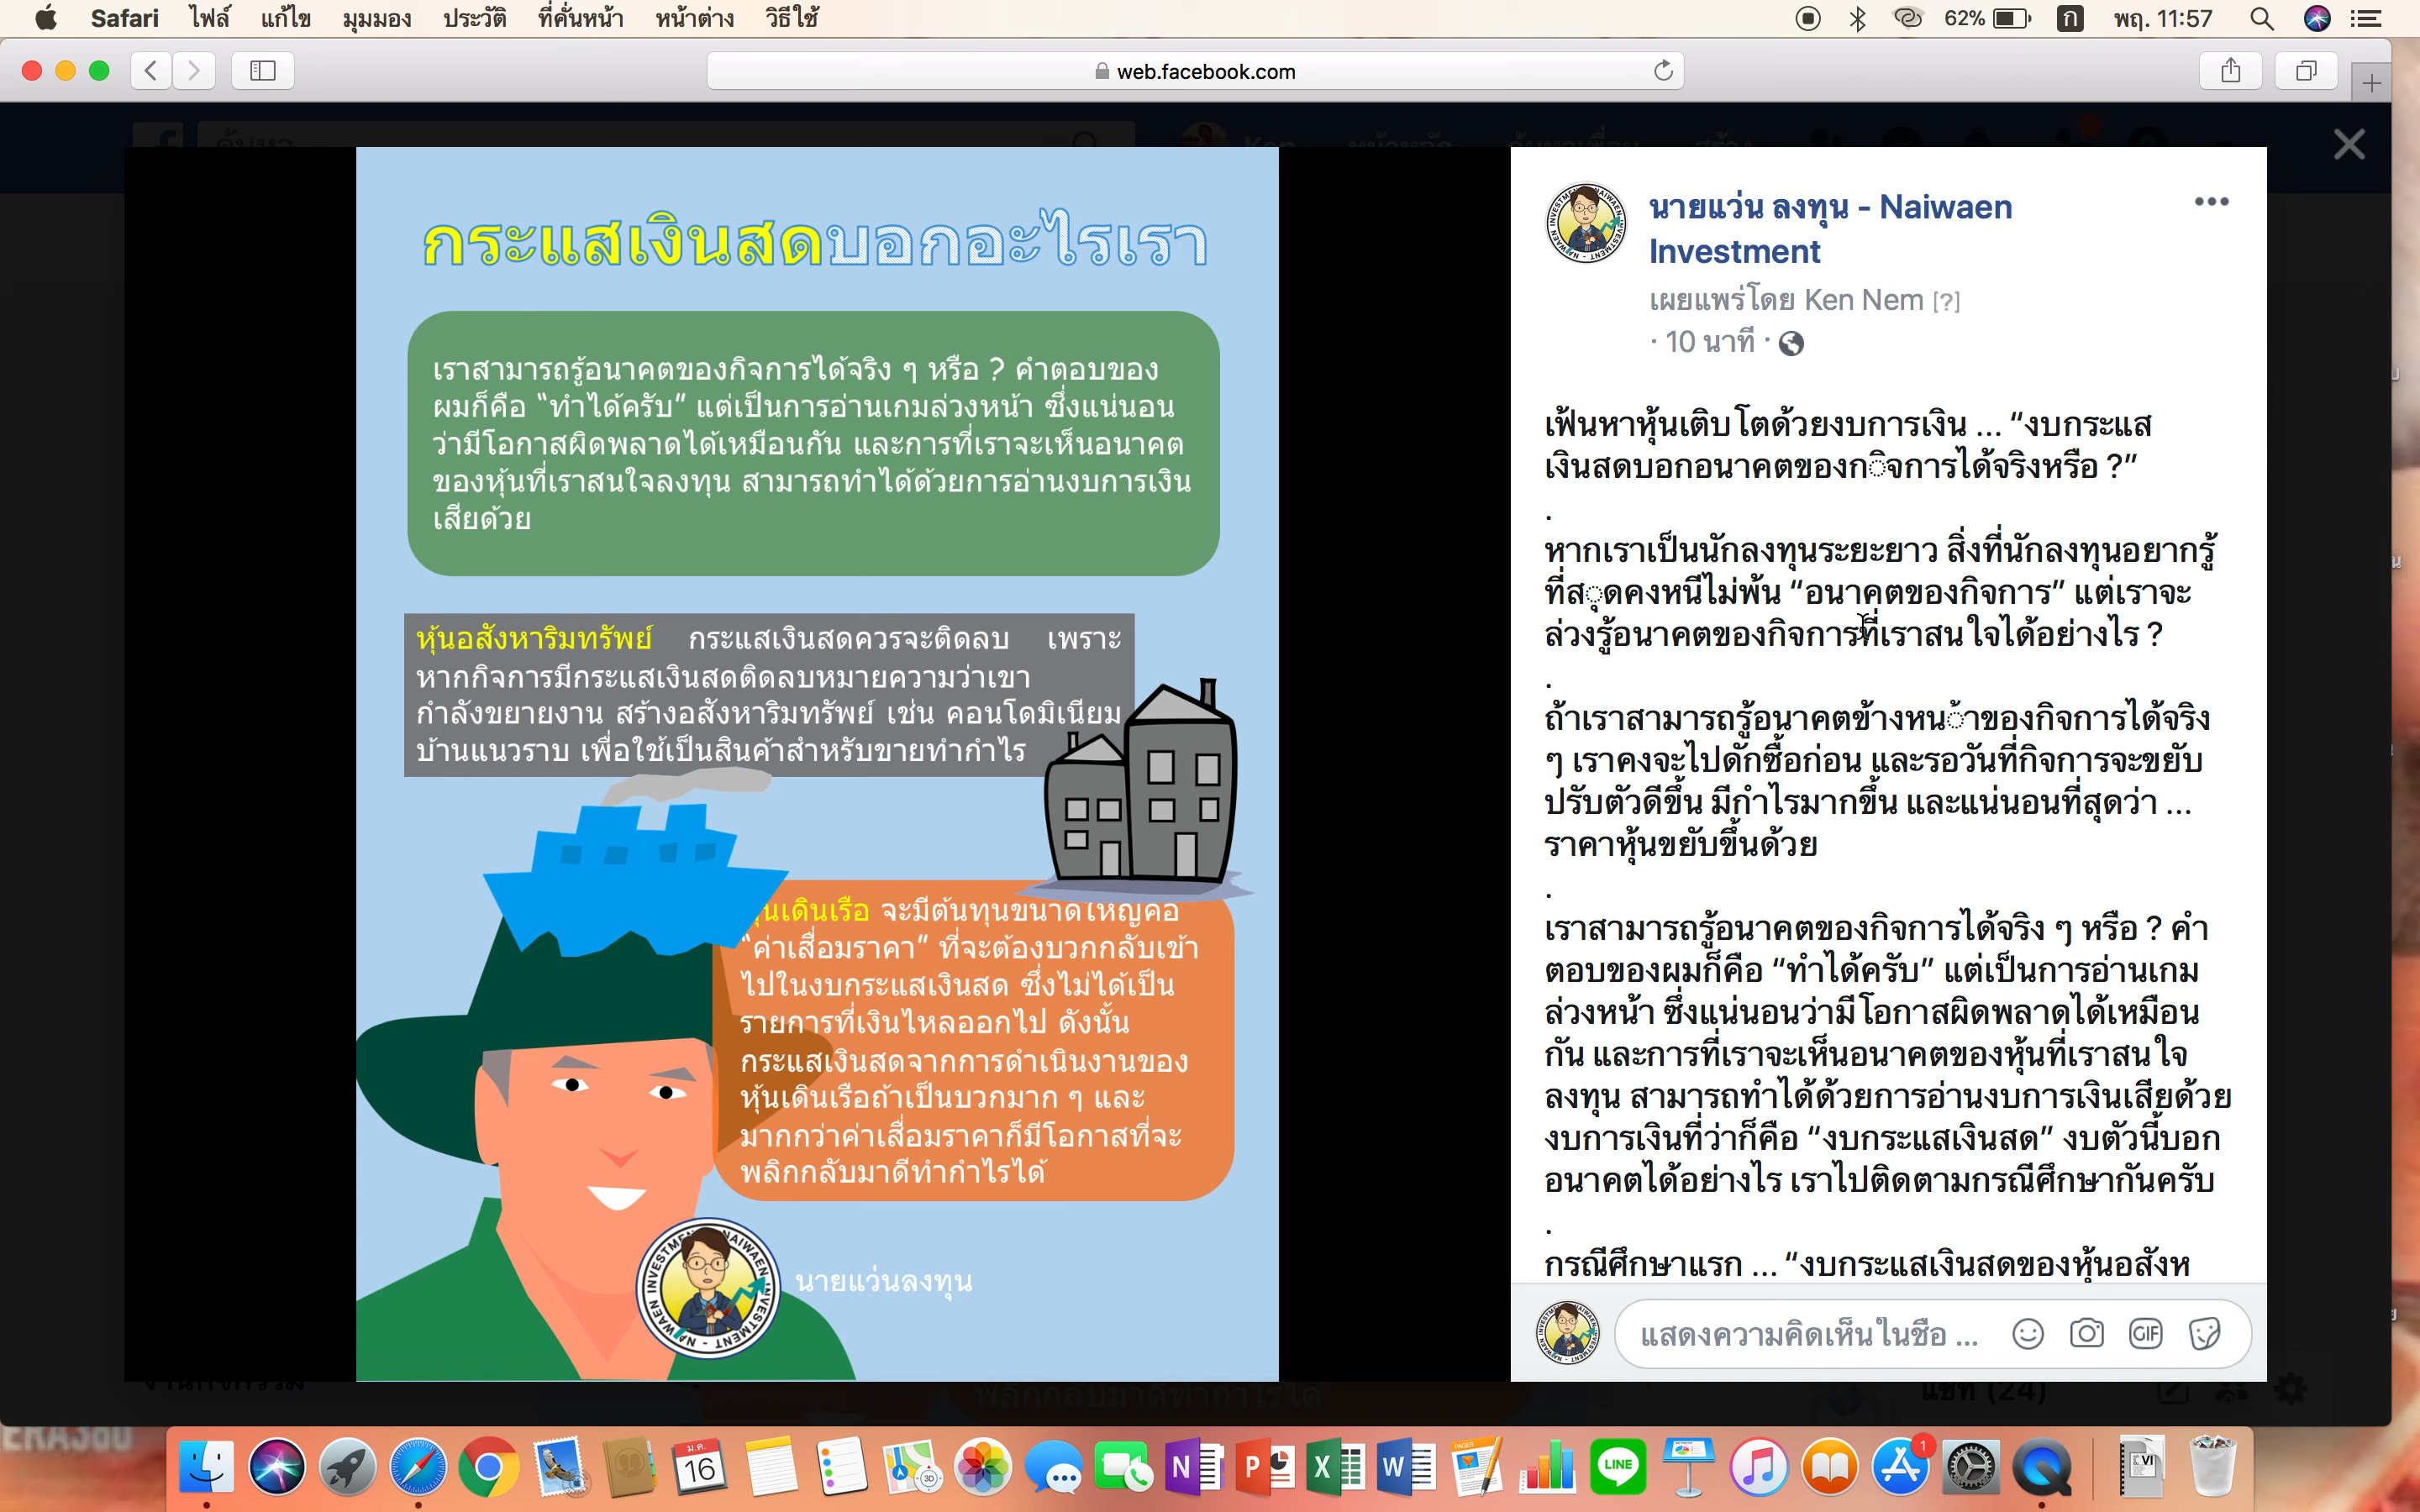 Safari ไฟล์ แก้ไข มุมมอง ประวัติ ที่คั่นหน้า หน้าต่าง วิธีใช้
62% ก พฤ. 11:57
web.facebook.com
กระแสเงินสดบอกอะไรเรา
เราสามารถรู้อนาคตของกิจการได้จริง ๆ หรือ ? คำตอบของ
ผมก็คือ “ทำได้ครับ” แต่เป็นการอ่านเกมล่วงหน้า ซึ่งแน่นอน
ว่ามีโอกาสผิดพลาดได้เหมือนกัน และการที่เราจะเห็นอนาคต
ของหุ้นที่เราสนใจลงทุน สามารถทำได้ด้วยการอ่านงบการเงิน
เสียด้วย
หุ้นอสังหาริมทรัพย์ กระแสเงินสดควรจะติดลบ เพราะ
หากกิจการมีกระแสเงินสดติดลบหมายความว่าเขา
กำลังขยายงาน สร้างอสังหาริมทรัพย์ เช่น คอนโดมิเนียม
บ้านแนวราบ เพื่อใช้เป็นสินค้าสำหรับขายทำกำไร
เดินเรือ จะมีต้นทุนขนาดใหญ่คือ
“ค่าเสื่อมราคา” ที่จะต้องบวกกลับเข้า
ไปในงบกระแสเงินสด ซึ่งไม่ได้เป็น
รายการที่เงินไหลออกไป ดังนั้น
กระแสเงินสดจากการดำเนินงานของ
หุ้นเดินเรือถ้าเป็นบวกมาก ๆ และ
มากกว่าค่าเสื่อมราคาก็มีโอกาสที่จะ
พลิกกลับมาดีทำกำไรได้
NAIWAEN INVESTMENT
นายแว่นลงทุน
นายแว่น ลงทุน - Naiwaen
Investment
เผยแพร่โดย Ken Nem [?]
· 10 นาที ·
เฟ้นหาหุ้นเติบโตด้วยงบการเงิน ... “งบกระแส
เงินสดบอกอนาคตของกิจการได้จริงหรือ ?”
.
หากเราเป็นนักลงทุนระยะยาว สิ่งที่นักลงทุนอยากรู้
ที่สุดคงหนีไม่พ้น “อนาคตของกิจการ” แต่เราจะ
ล่วงรู้อนาคตของกิจการที่เราสนใจได้อย่างไร ?
.
ถ้าเราสามารถรู้อนาคตข้างหน้าของกิจการได้จริง
ๆ เราคงจะไปดักซื้อก่อน และรอวันที่กิจการจะขยับ
ปรับตัวดีขึ้น มีกำไรมากขึ้น และแน่นอนที่สุดว่า ...
ราคาหุ้นขยับขึ้นด้วย
.
เราสามารถรู้อนาคตของกิจการได้จริง ๆ หรือ ? คำ
ตอบของผมก็คือ “ทำได้ครับ” แต่เป็นการอ่านเกม
ล่วงหน้า ซึ่งแน่นอนว่ามีโอกาสผิดพลาดได้เหมือน
กัน และการที่เราจะเห็นอนาคตของหุ้นที่เราสนใจ
ลงทุน สามารถทำได้ด้วยการอ่านงบการเงินเสียด้วย
งบการเงินที่ว่าก็คือ “งบกระแสเงินสด” งบตัวนี้บอก
อนาคตได้อย่างไร เราไปติดตามกรณีศึกษากันครับ
.
กรณีศึกษาแรก ... “งบกระแสเงินสดของหุ้นอสังห
แสดงความคิดเห็นในชื่อ ...
GIF
พลิกกลับมาดีทำกำไรได้
แชท (24)
ม.ค.
16
3D
N
P
X
W
PAGES
LINE
1